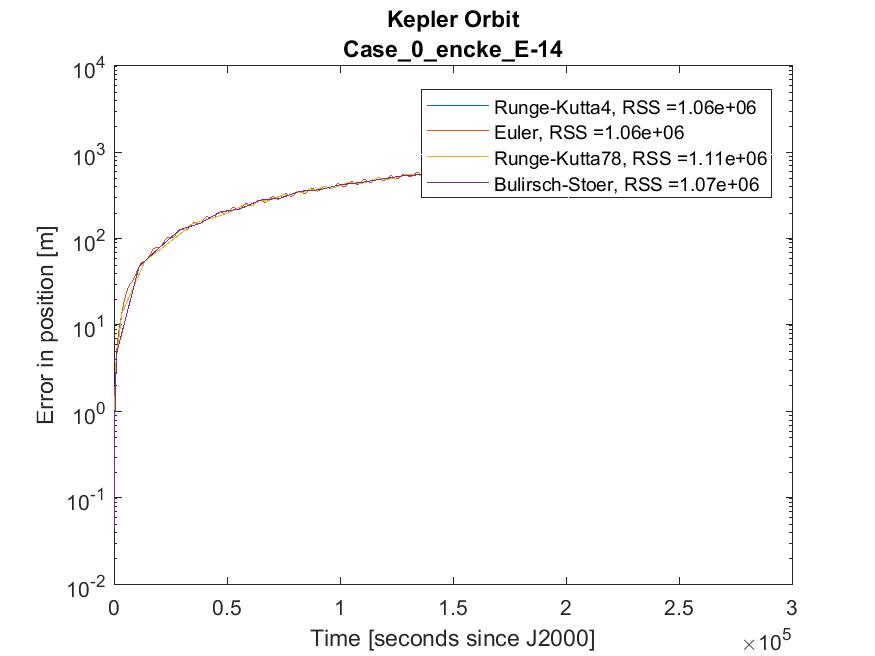 Kepler Orbit
Case_0_encke_E-14
Runge-Kutta4, RSS =1.06e+06
Euler, RSS =1.06e+06
Runge-Kutta78, RSS =1.11e+06
Bulirsch-Stoer, RSS =1.07e+06
Error in position [m]
10^4
10^3
10^2
10^1
10^0
10^-1
10^-2
0 0.5 1 1.5 2 2.5 3
Time [seconds since J2000]
×10^5